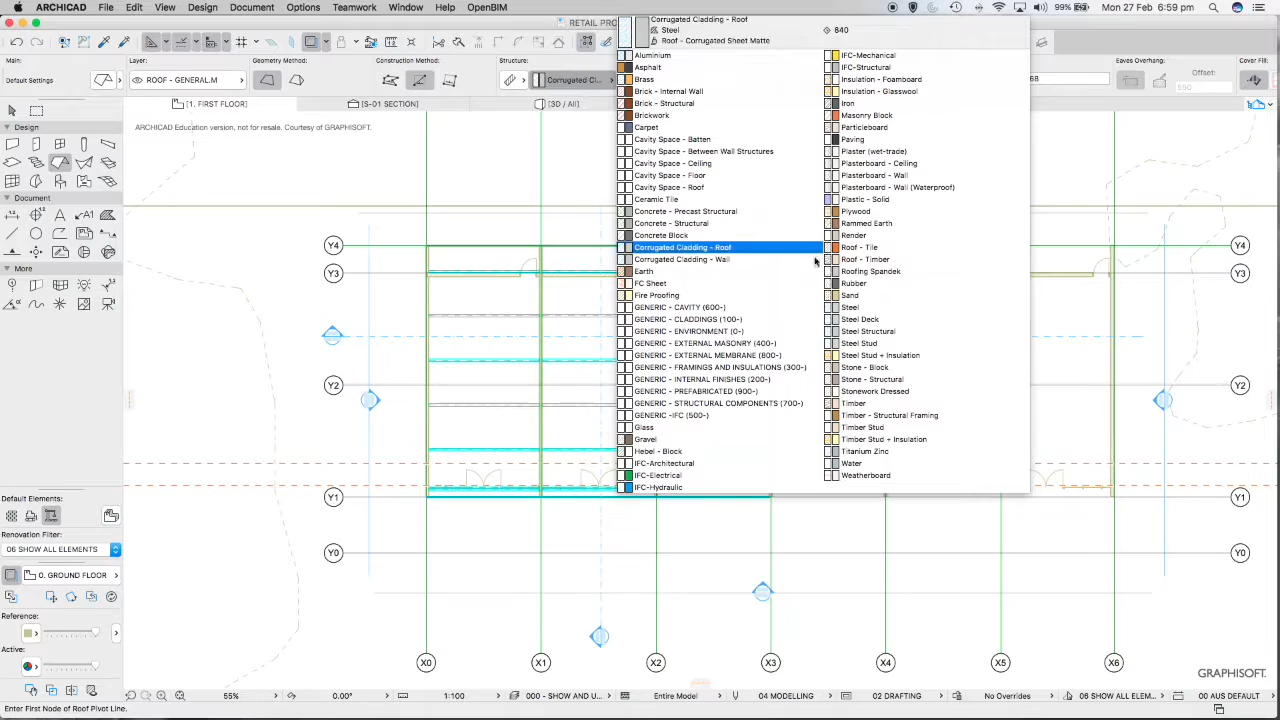 ARCHICAD File Edit View Design Document Options Teamwork Window Help OpenBIM
99% Mon 27 Feb 6:59 pm
RETAIL PRO
Corrugated Cladding - Roof
Steel 840
Roof - Corrugated Sheet Matte
Main: Layer: Geometry Method: Construction Method: Eaves Overhang: Offset: Cover Fill:
Default Settings ROOF - GENERAL.M Corrugated Cl... 68
550
[1. FIRST FLOOR] [S-01 SECTION] [3D / All]
ARCHICAD Education version, not for resale. Courtesy of GRAPHISOFT.
Design
Document
More
Aluminium
Asphalt
Brass
Brick - Internal Wall
Brick - Structural
Brickwork
Carpet
Cavity Space - Batten
Cavity Space - Between Wall Structures
Cavity Space - Ceiling
Cavity Space - Floor
Cavity Space - Roof
Ceramic Tile
Concrete - Precast Structural
Concrete - Structural
Concrete Block
Corrugated Cladding - Roof
Corrugated Cladding - Wall
Earth
FC Sheet
Fire Proofing
GENERIC - CAVITY (600-)
GENERIC - CLADDINGS (100-)
GENERIC - ENVIRONMENT (0-)
GENERIC - EXTERNAL MASONRY (400-)
GENERIC - EXTERNAL MEMBRANE (800-)
GENERIC - FRAMINGS AND INSULATIONS (300-)
GENERIC - INTERNAL FINISHES (200-)
GENERIC - PREFABRICATED (900-)
GENERIC - STRUCTURAL COMPONENTS (700-)
GENERIC -IFC (500-)
Glass
Gravel
Hebel - Block
IFC-Architectural
IFC-Electrical
IFC-Hydraulic
IFC-Mechanical
IFC-Structural
Insulation - Foamboard
Insulation - Glasswool
Iron
Masonry Block
Particleboard
Paving
Plaster (wet-trade)
Plasterboard - Ceiling
Plasterboard - Wall
Plasterboard - Wall (Waterproof)
Plastic - Solid
Plywood
Rammed Earth
Render
Roof - Tile
Roof - Timber
Roofing Spandek
Rubber
Sand
Steel
Steel Deck
Steel Structural
Steel Stud
Steel Stud + Insulation
Stone - Block
Stone - Structural
Stonework Dressed
Timber
Timber - Structural Framing
Timber Stud
Timber Stud + Insulation
Titanium Zinc
Water
Weatherboard
Y4 Y4
Y3 Y3
Y2 Y2
Y1 Y1
Y0 Y0
X0 X1 X2 X3 X4 X5 X6
Default Elements:
Renovation Filter:
06 SHOW ALL ELEMENTS
0. GROUND FLOOR
Reference:
Active:
GRAPHISOFT.
55% 0.00° 1:100 000 - SHOW AND U... Entire Model 04 MODELLING 02 DRAFTING No Overrides 06 SHOW ALL ELEM... 00 AUS DEFAULT
Enter First Node of Roof Pivot Line.